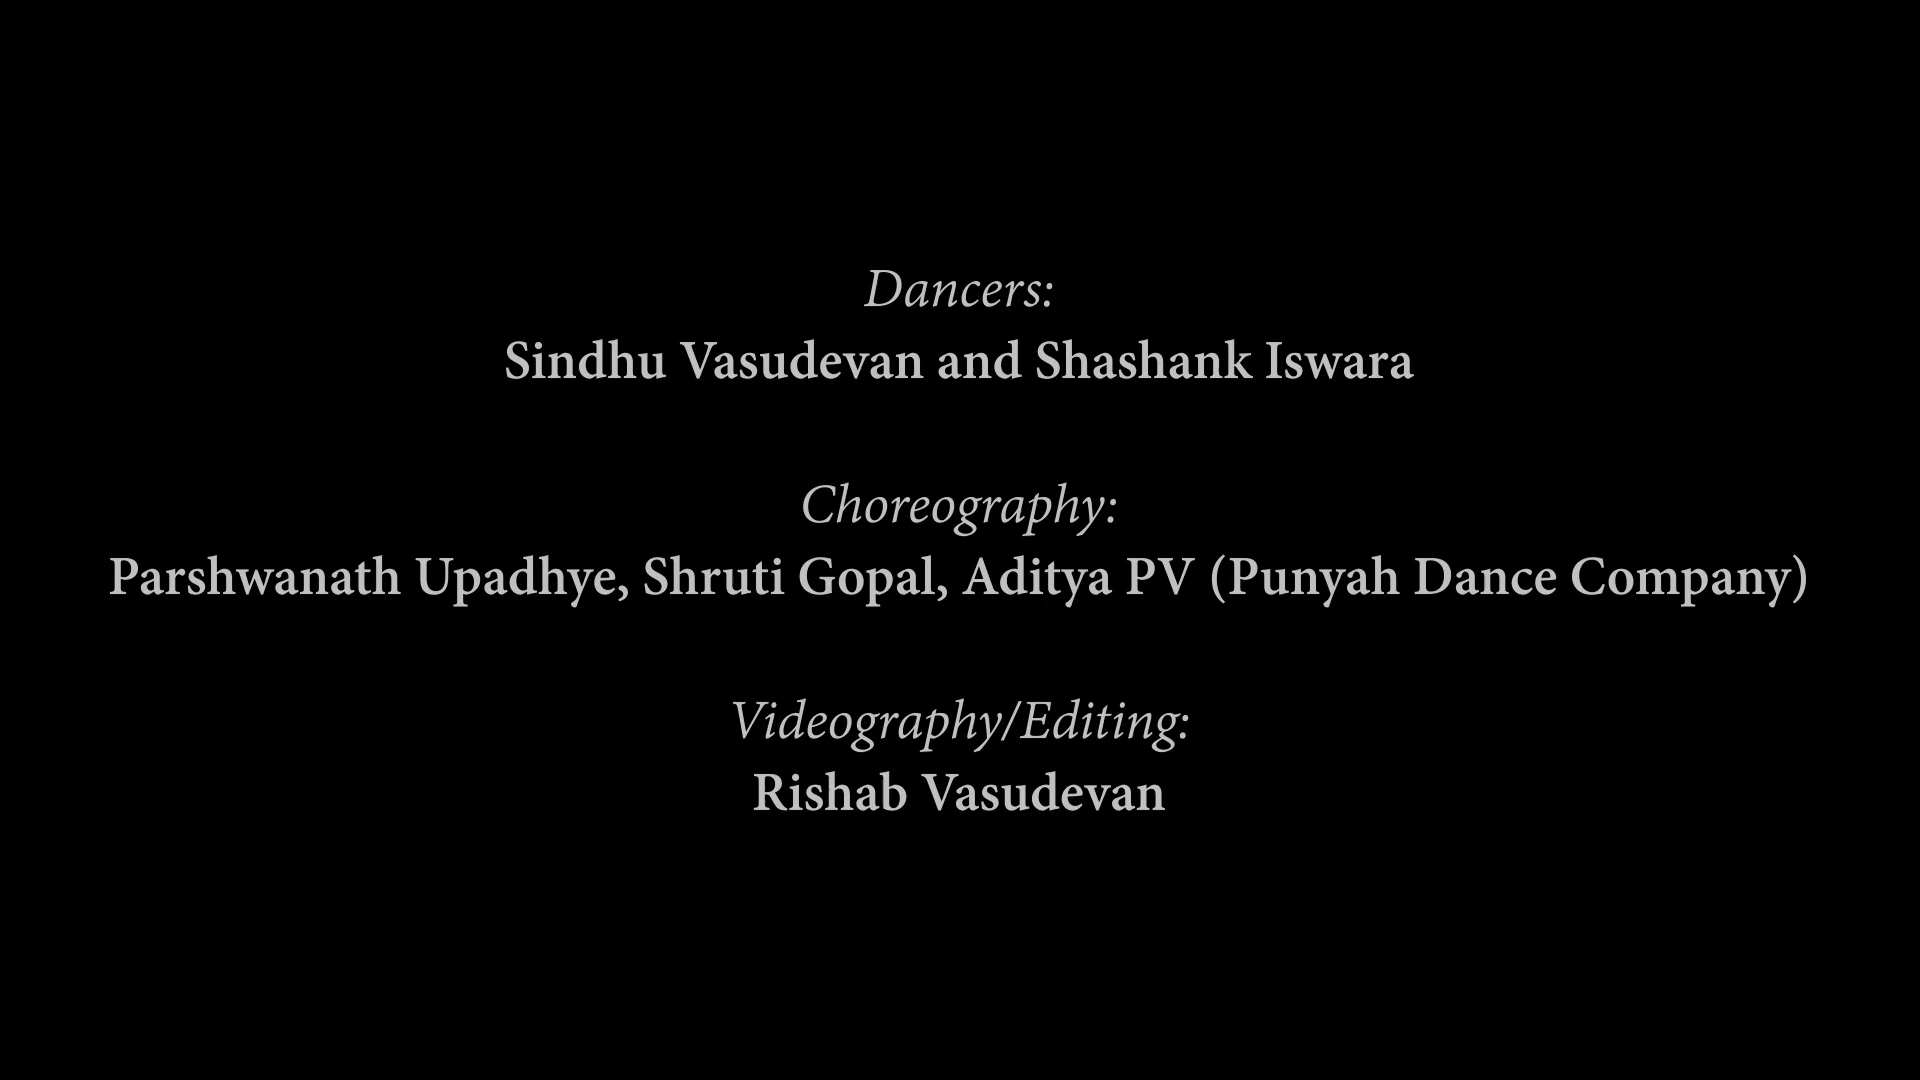 Dancers:
Sindhu Vasudevan and Shashank Iswara
Choreography:
Parshwanath Upadhye, Shruti Gopal, Aditya PV (Punyah Dance Company)
Videography/Editing:
Rishab Vasudevan